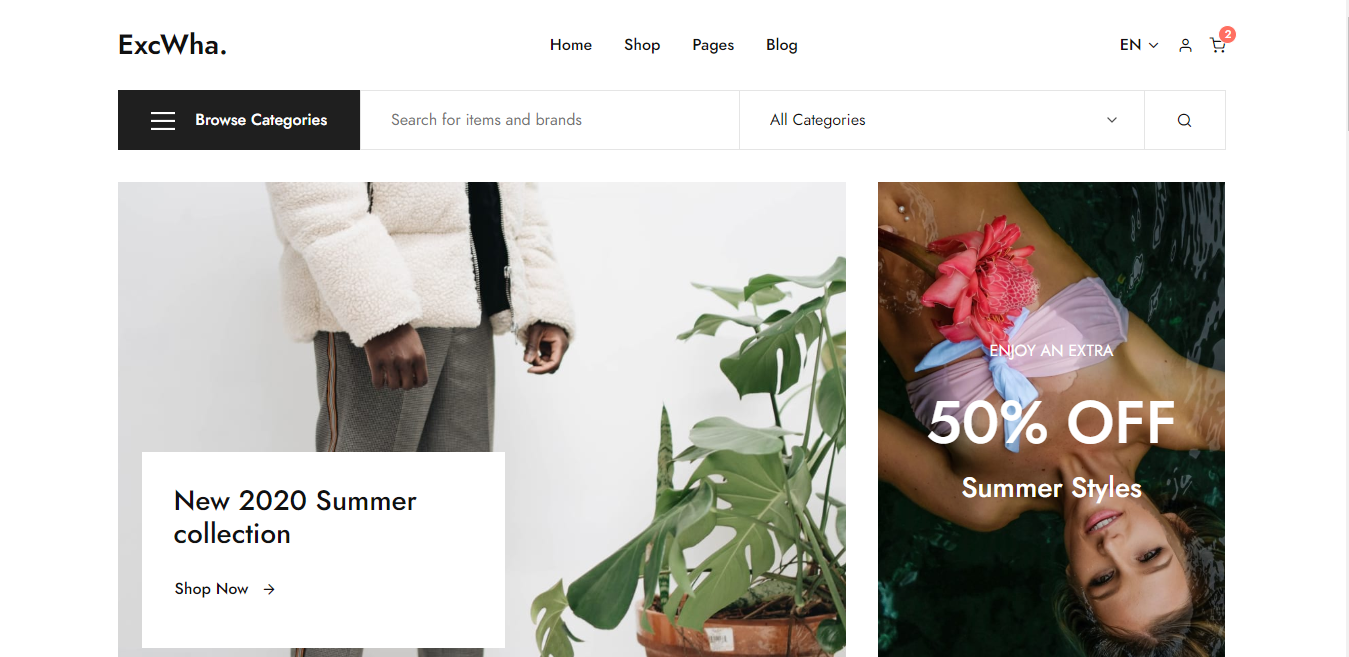 ExcWha.
Home
Shop
Pages
Blog
EN
2
Browse Categories
Search for items and brands
All Categories
New 2020 Summer
collection
Shop Now
ENJOY AN EXTRA
50% OFF
Summer Styles